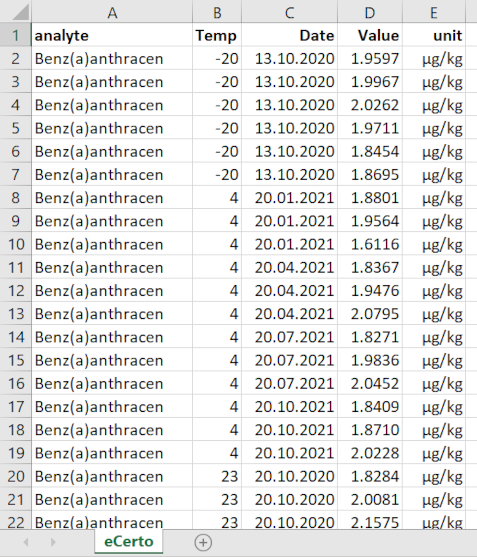 A B C D E
1 analyte Temp Date Value unit
2 Benz(a)anthracen -20 13.10.2020 1.9597 µg/kg
3 Benz(a)anthracen -20 13.10.2020 1.9967 µg/kg
4 Benz(a)anthracen -20 13.10.2020 2.0262 µg/kg
5 Benz(a)anthracen -20 13.10.2020 1.9711 µg/kg
6 Benz(a)anthracen -20 13.10.2020 1.8454 µg/kg
7 Benz(a)anthracen -20 13.10.2020 1.8695 µg/kg
8 Benz(a)anthracen 4 20.01.2021 1.8801 µg/kg
9 Benz(a)anthracen 4 20.01.2021 1.9564 µg/kg
10 Benz(a)anthracen 4 20.01.2021 1.6116 µg/kg
11 Benz(a)anthracen 4 20.04.2021 1.8367 µg/kg
12 Benz(a)anthracen 4 20.04.2021 1.9476 µg/kg
13 Benz(a)anthracen 4 20.04.2021 2.0795 µg/kg
14 Benz(a)anthracen 4 20.07.2021 1.8271 µg/kg
15 Benz(a)anthracen 4 20.07.2021 1.9836 µg/kg
16 Benz(a)anthracen 4 20.07.2021 2.0452 µg/kg
17 Benz(a)anthracen 4 20.10.2021 1.8409 µg/kg
18 Benz(a)anthracen 4 20.10.2021 1.8710 µg/kg
19 Benz(a)anthracen 4 20.10.2021 2.0228 µg/kg
20 Benz(a)anthracen 23 20.10.2020 1.8284 µg/kg
21 Benz(a)anthracen 23 20.10.2020 2.0081 µg/kg
22 Benz(a)anthracen 23 20.10.2020 2.1575 µg/kg
eCerto